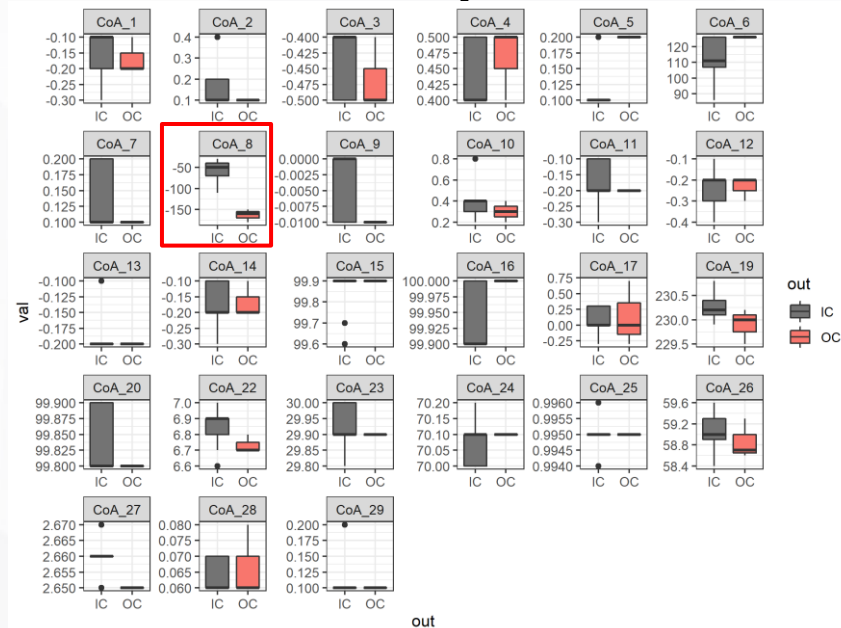 CoA_1 CoA_2 CoA_3 CoA_4 CoA_5 CoA_6
-0.10 0.4 -0.400 0.500 0.200 120
-0.15 0.3 -0.425 0.475 0.175 110
-0.20 0.2 -0.450 0.450 0.150 100
-0.25 -0.475 0.425 0.125 90
-0.30 0.1 -0.500 0.400 0.100
IC OC IC OC IC OC IC OC IC OC IC OC
CoA_7 CoA_8 CoA_9 CoA_10 CoA_11 CoA_12
0.200 -50 0.0000 0.8 -0.10 -0.1
0.175 -0.0025 0.6 -0.15 -0.2
0.150 -100 -0.0050 -0.20
0.125 -150 -0.0075 0.4 -0.25 -0.3
0.100 -0.0100 0.2 -0.30 -0.4
IC OC IC OC IC OC IC OC IC OC IC OC
CoA_13 CoA_14 CoA_15 CoA_16 CoA_17 CoA_19
-0.100 -0.10 99.9 100.000 0.75 230.5
-0.125 -0.15 99.8 99.975 0.50
-0.150 -0.20 99.950 0.25 230.0
-0.175 -0.25 99.7 99.925 0.00
-0.200 -0.30 99.6 99.900 -0.25 229.5
IC OC IC OC IC OC IC OC IC OC IC OC
CoA_20 CoA_22 CoA_23 CoA_24 CoA_25 CoA_26
99.900 7.0 30.00 70.20 0.9960 59.6
99.875 6.9 29.95 70.15 0.9955 59.2
99.850 6.8 29.90 70.10 0.9950
99.825 6.7 29.85 70.05 0.9945 58.8
99.800 6.6 29.80 70.00 0.9940 58.4
IC OC IC OC IC OC IC OC IC OC IC OC
CoA_27 CoA_28 CoA_29
2.670 0.080 0.200
2.665 0.075 0.175
2.660 0.070 0.150
2.655 0.065 0.125
2.650 0.060 0.100
IC OC IC OC IC OC
val
out
out
IC
OC